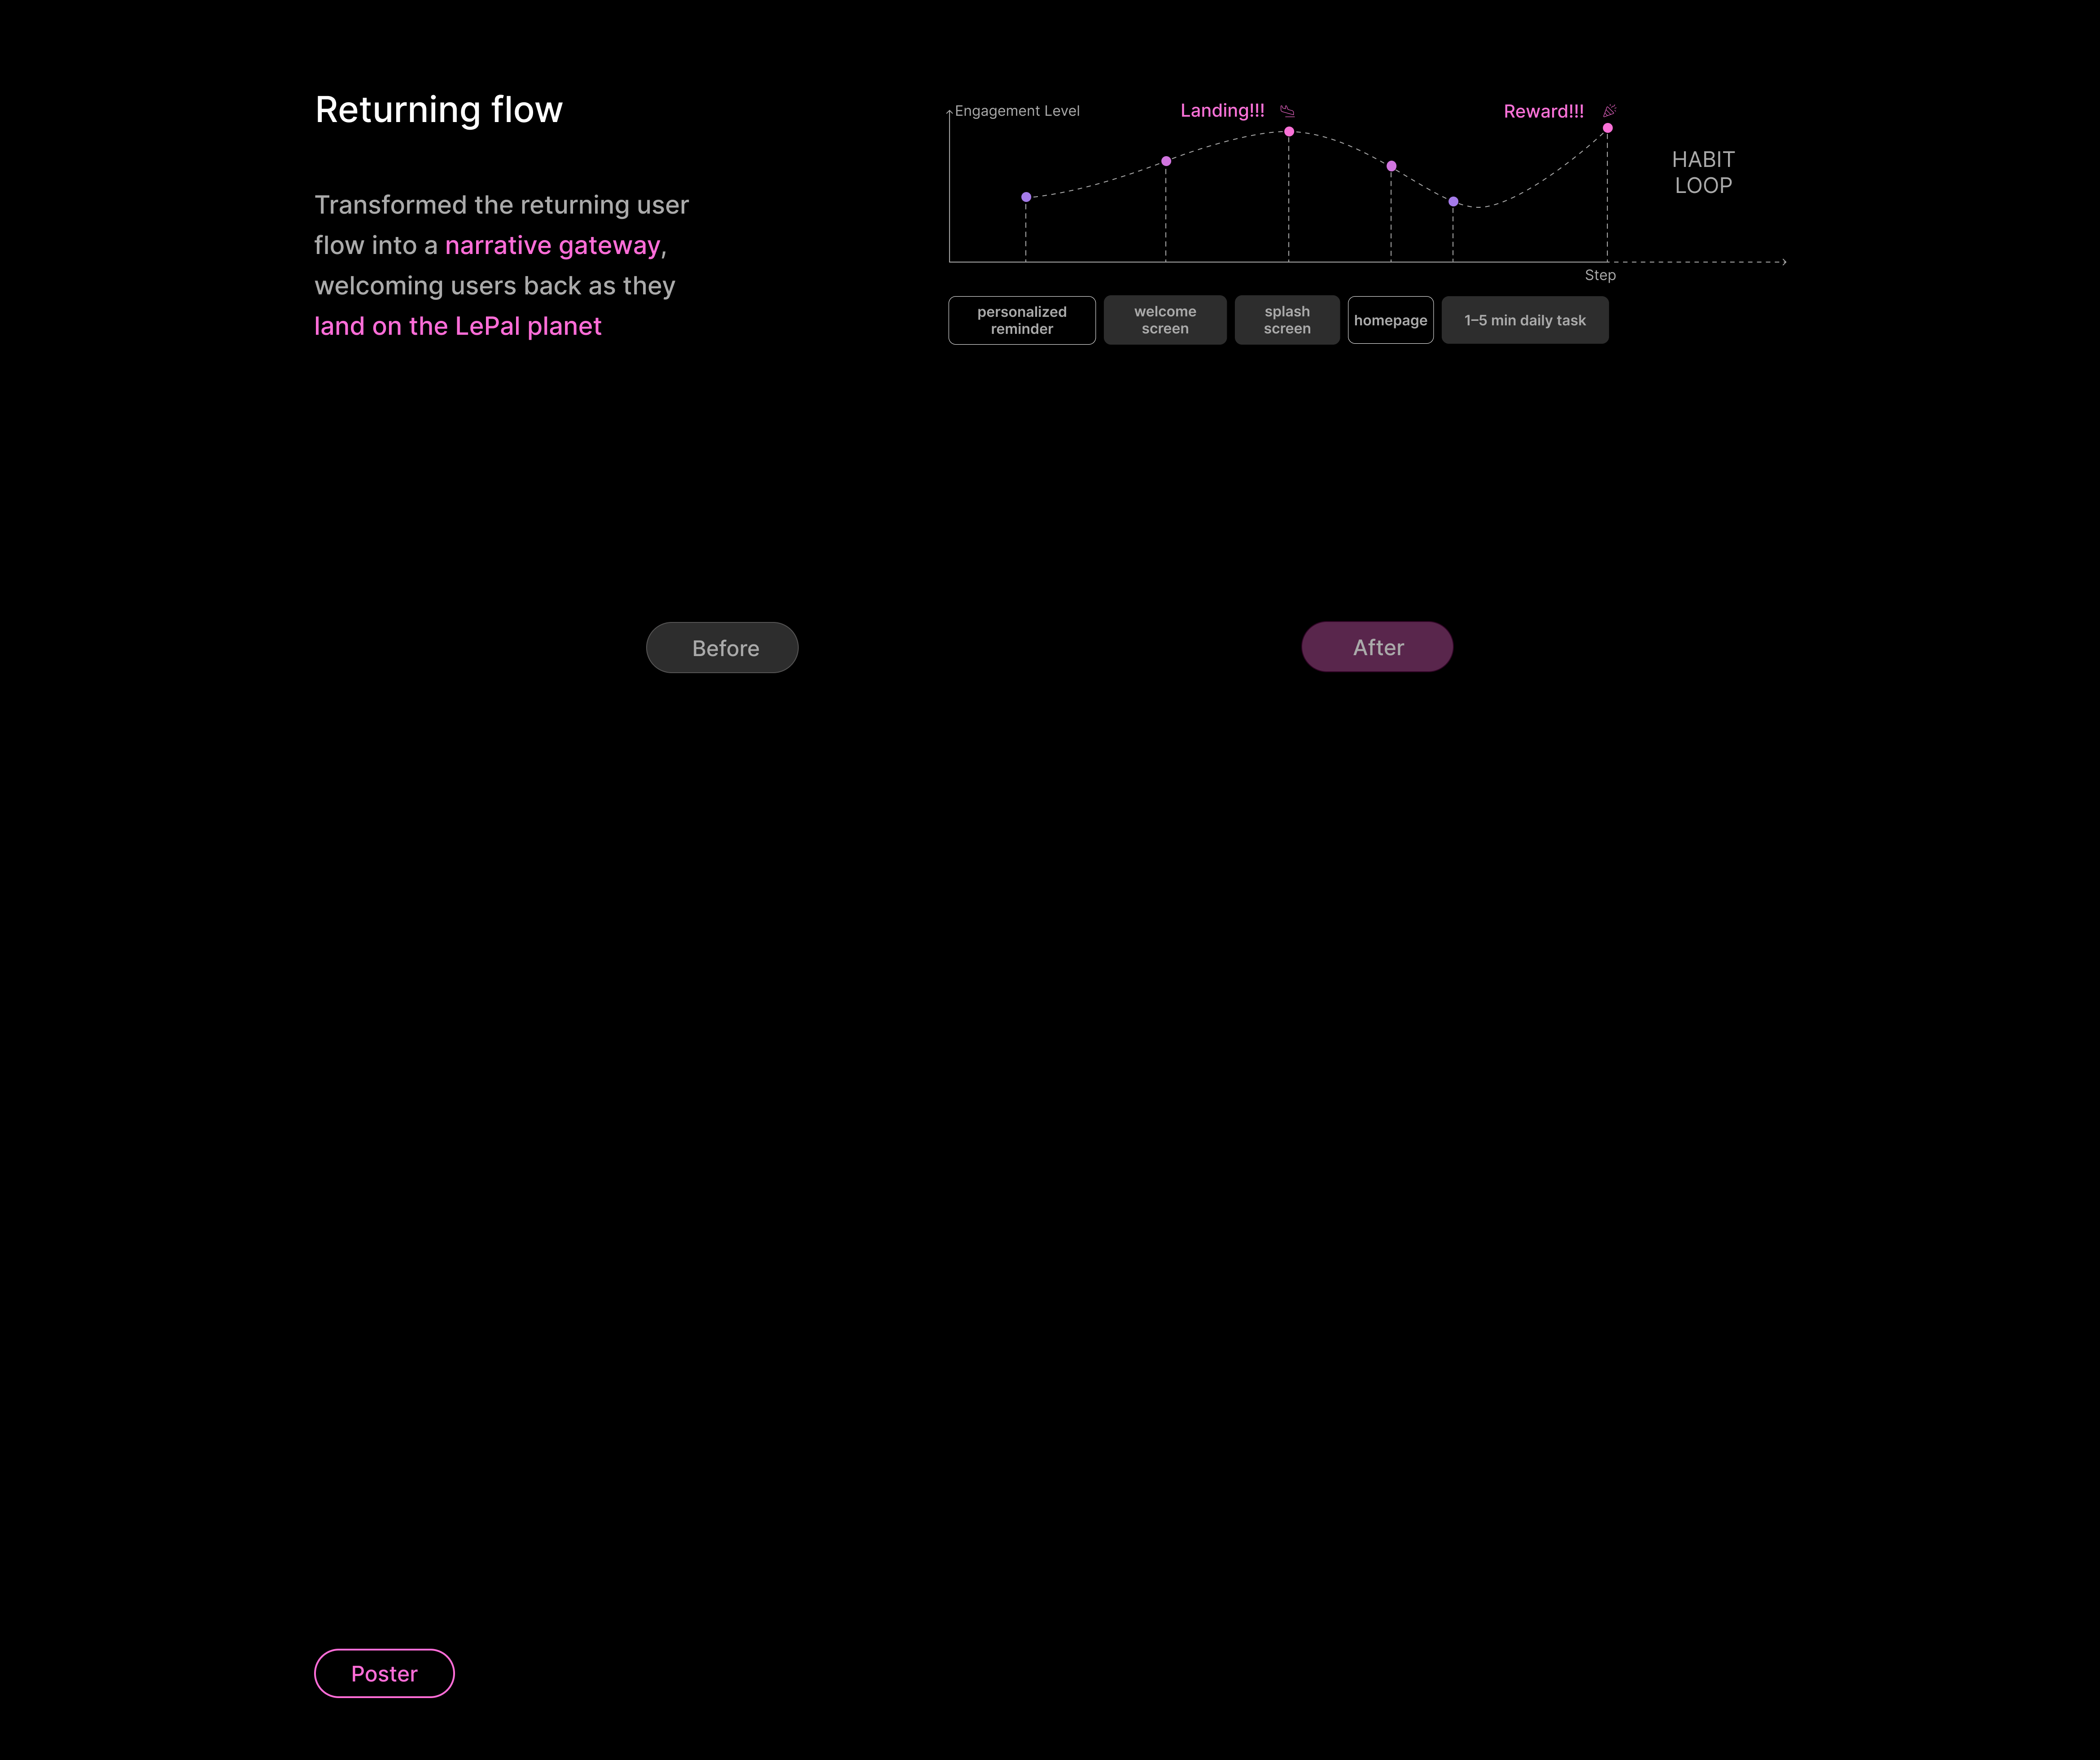 Returning flow
Transformed the returning user
flow into a narrative gateway,
welcoming users back as they
land on the LePal planet
Engagement Level
Landing!!!
Reward!!!
HABIT
LOOP
Step
personalized
reminder
welcome
screen
splash
screen
homepage
1–5 min daily task
Before
After
Poster